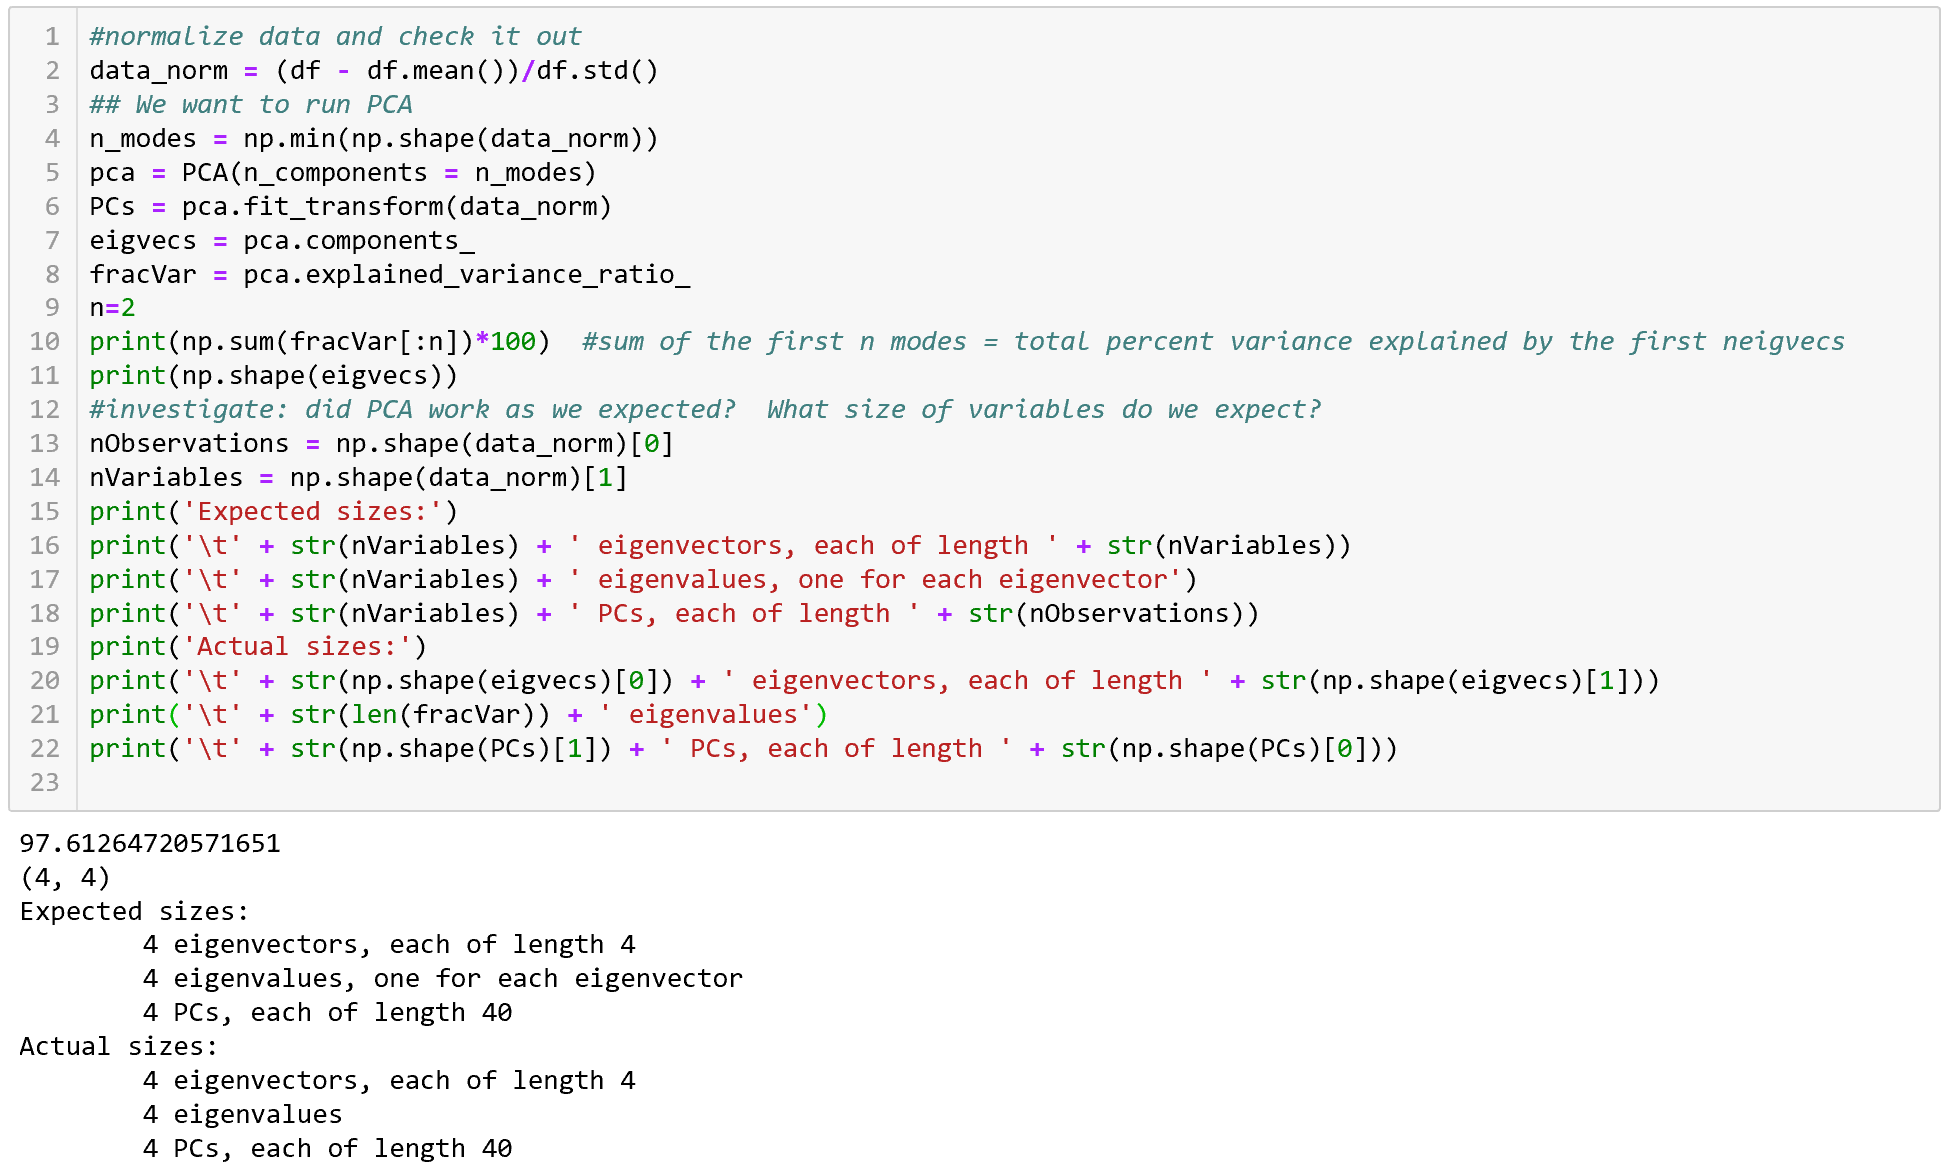 1 #normalize data and check it out
2 data_norm = (df - df.mean())/df.std()
3 ## We want to run PCA
4 n_modes = np.min(np.shape(data_norm))
5 pca = PCA(n_components = n_modes)
6 PCs = pca.fit_transform(data_norm)
7 eigvecs = pca.components_
8 fracVar = pca.explained_variance_ratio_
9 n=2
10 print(np.sum(fracVar[:n])*100)  #sum of the first n modes = total percent variance explained by the first neigvecs
11 print(np.shape(eigvecs))
12 #investigate: did PCA work as we expected?  What size of variables do we expect?
13 nObservations = np.shape(data_norm)[0]
14 nVariables = np.shape(data_norm)[1]
15 print('Expected sizes:')
16 print('\t' + str(nVariables) + ' eigenvectors, each of length ' + str(nVariables))
17 print('\t' + str(nVariables) + ' eigenvalues, one for each eigenvector')
18 print('\t' + str(nVariables) + ' PCs, each of length ' + str(nObservations))
19 print('Actual sizes:')
20 print('\t' + str(np.shape(eigvecs)[0]) + ' eigenvectors, each of length ' + str(np.shape(eigvecs)[1]))
21 print('\t' + str(len(fracVar)) + ' eigenvalues')
22 print('\t' + str(np.shape(PCs)[1]) + ' PCs, each of length ' + str(np.shape(PCs)[0]))
23
97.61264720571651
(4, 4)
Expected sizes:
        4 eigenvectors, each of length 4
        4 eigenvalues, one for each eigenvector
        4 PCs, each of length 40
Actual sizes:
        4 eigenvectors, each of length 4
        4 eigenvalues
        4 PCs, each of length 40